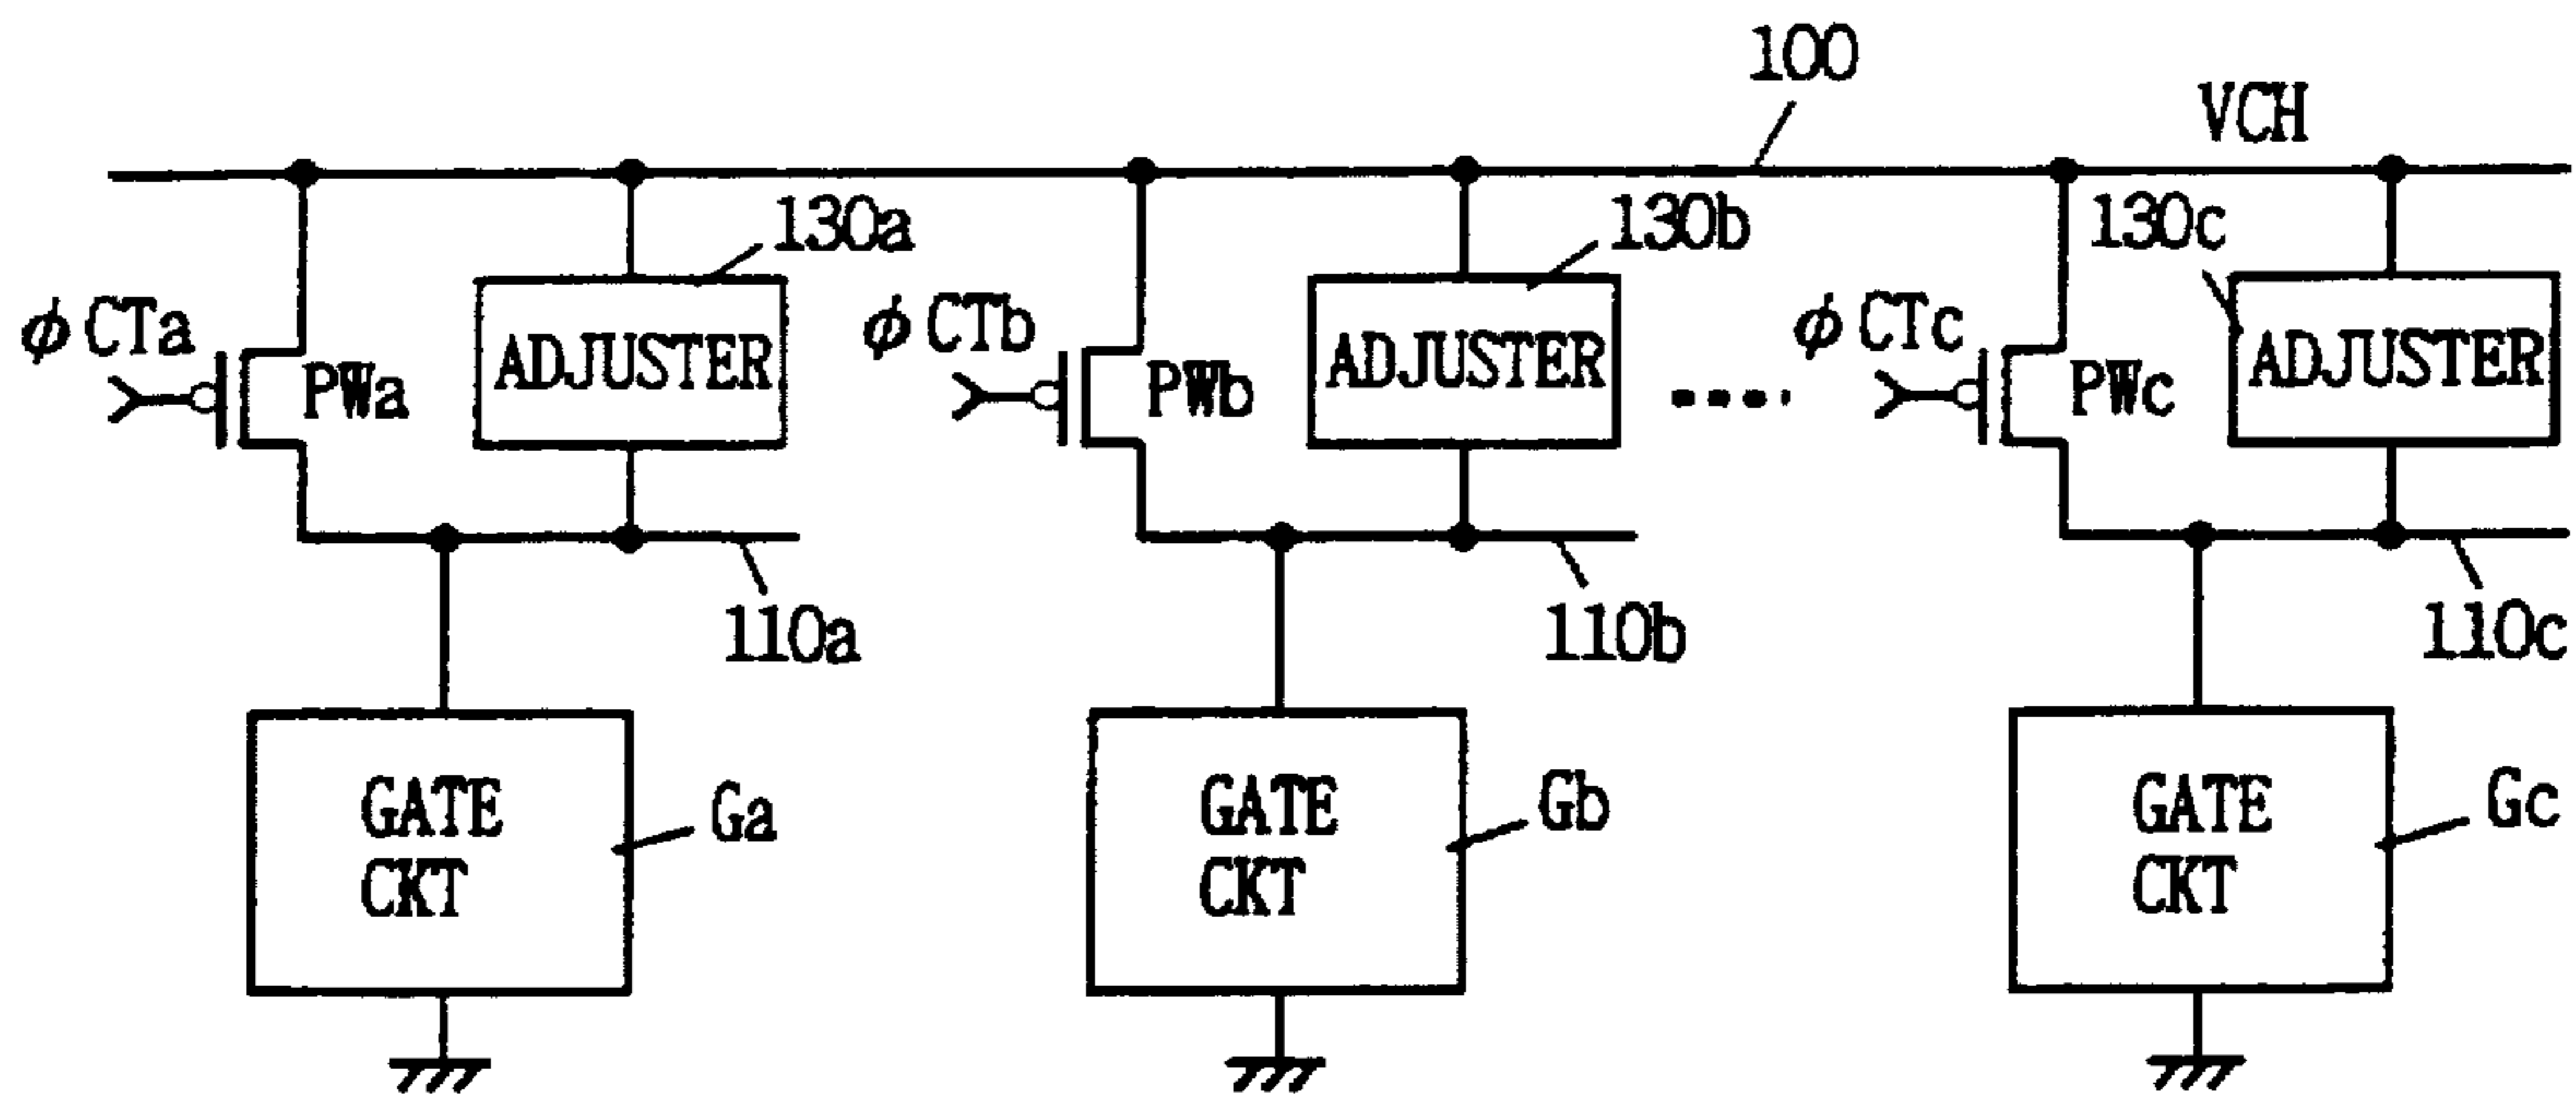 100
VCH
130a
130b
130c
φCTa
φCTb
φCTc
PWa
ADJUSTER
PWb
ADJUSTER
PWc
ADJUSTER
110a
110b
110c
GATE
CKT
Ga
GATE
CKT
Gb
GATE
CKT
Gc